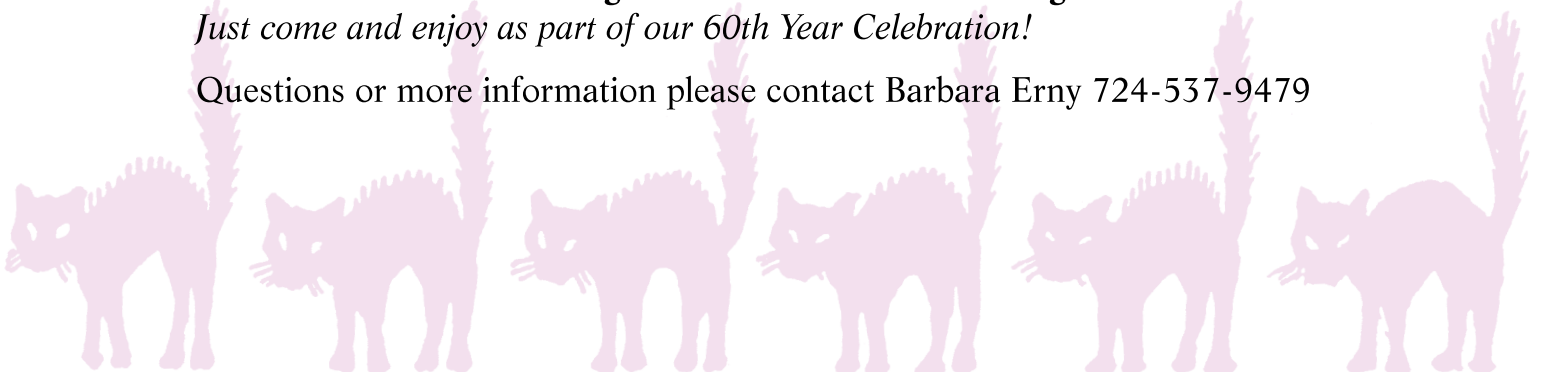 Just come and enjoy as part of our 60th Year Celebration!
Questions or more information please contact Barbara Erny 724-537-9479